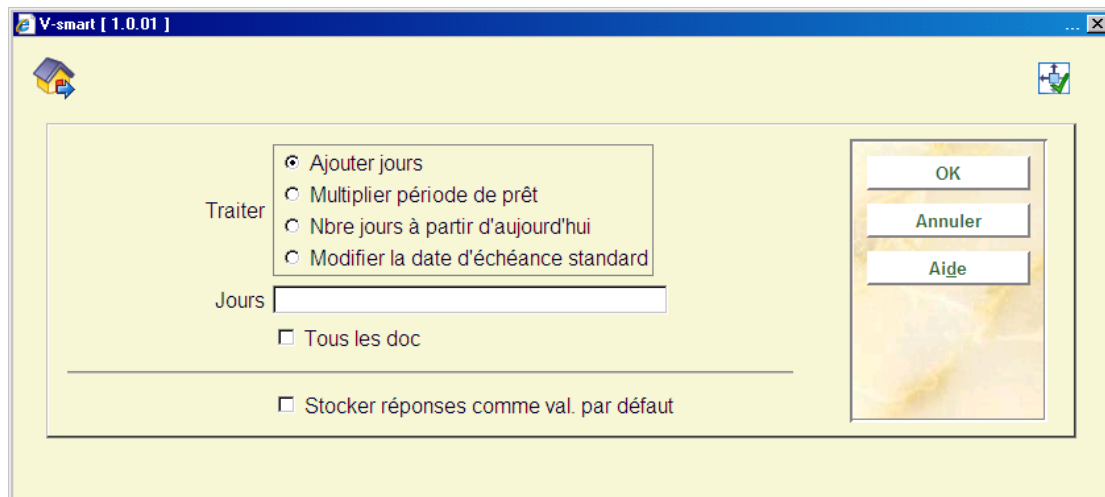 V-smart [ 1.0.01 ]
...
Traiter
Ajouter jours
Multiplier période de prêt
Nbre jours à partir d'aujourd'hui
Modifier la date d'échéance standard
Jours
Tous les doc
Stocker réponses comme val. par défaut
OK
Annuler
Aide